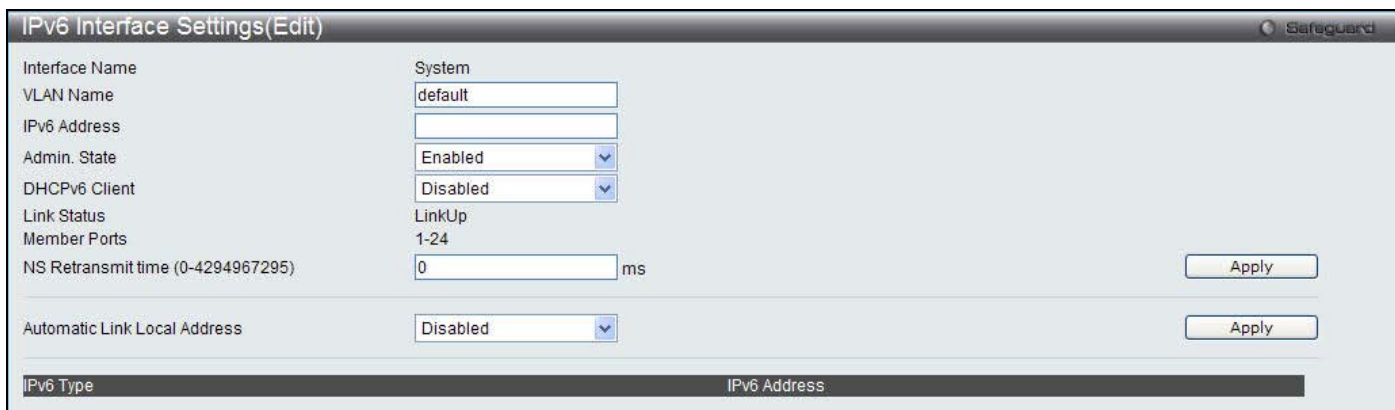 IPv6 Interface Settings(Edit) Safeguard
Interface Name System
VLAN Name default
IPv6 Address
Admin. State Enabled
DHCPv6 Client Disabled
Link Status LinkUp
Member Ports 1-24
NS Retransmit time (0-4294967295) 0 ms Apply
Automatic Link Local Address Disabled Apply
IPv6 Type IPv6 Address